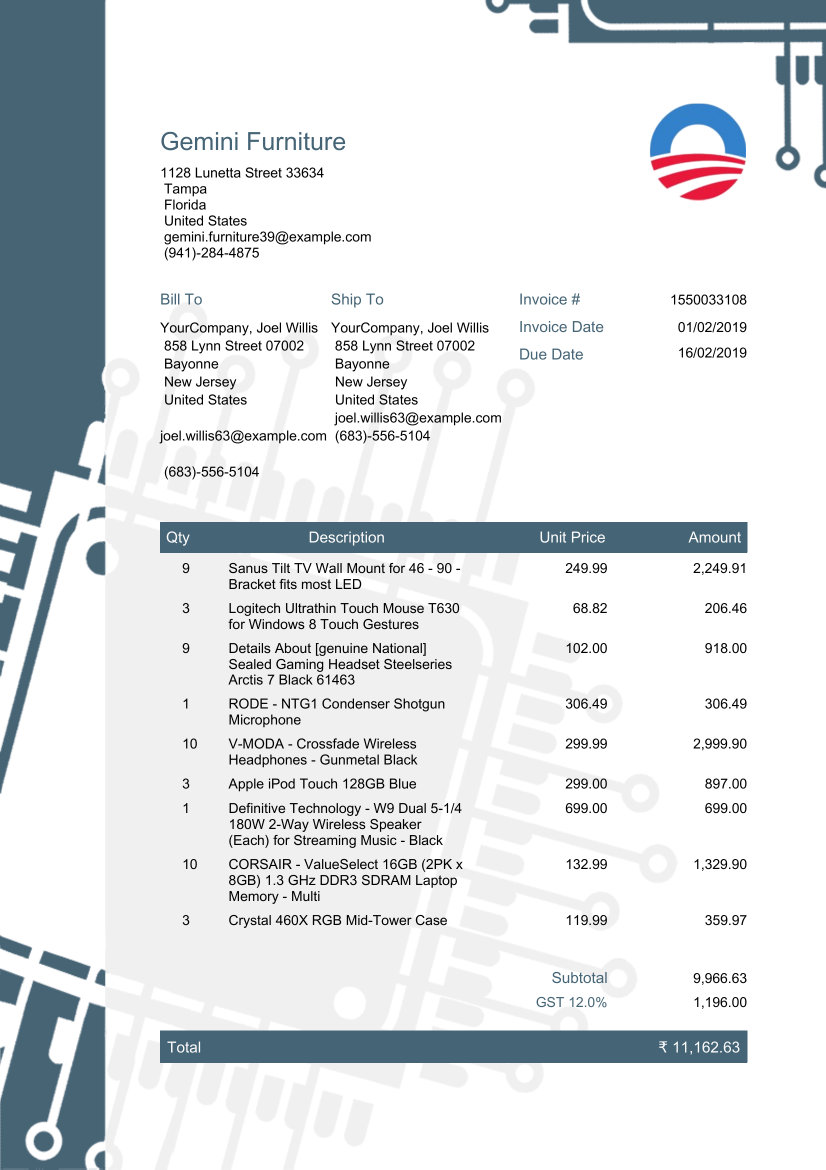 Gemini Furniture
1128 Lunetta Street 33634
Tampa
Florida
United States
gemini.furniture39@example.com
(941)-284-4875
Bill To
YourCompany, Joel Willis
858 Lynn Street 07002
Bayonne
New Jersey
United States
joel.willis63@example.com
(683)-556-5104
Ship To
YourCompany, Joel Willis
858 Lynn Street 07002
Bayonne
New Jersey
United States
joel.willis63@example.com
(683)-556-5104
Invoice # 1550033108
Invoice Date 01/02/2019
Due Date 16/02/2019
Qty Description Unit Price Amount
9 Sanus Tilt TV Wall Mount for 46 - 90 - 249.99 2,249.91
Bracket fits most LED
3 Logitech Ultrathin Touch Mouse T630 68.82 206.46
for Windows 8 Touch Gestures
9 Details About [genuine National] 102.00 918.00
Sealed Gaming Headset Steelseries
Arctis 7 Black 61463
1 RODE - NTG1 Condenser Shotgun 306.49 306.49
Microphone
10 V-MODA - Crossfade Wireless 299.99 2,999.90
Headphones - Gunmetal Black
3 Apple iPod Touch 128GB Blue 299.00 897.00
1 Definitive Technology - W9 Dual 5-1/4 699.00 699.00
180W 2-Way Wireless Speaker
(Each) for Streaming Music - Black
10 CORSAIR - ValueSelect 16GB (2PK x 132.99 1,329.90
8GB) 1.3 GHz DDR3 SDRAM Laptop
Memory - Multi
3 Crystal 460X RGB Mid-Tower Case 119.99 359.97
Subtotal 9,966.63
GST 12.0% 1,196.00
Total ₹ 11,162.63